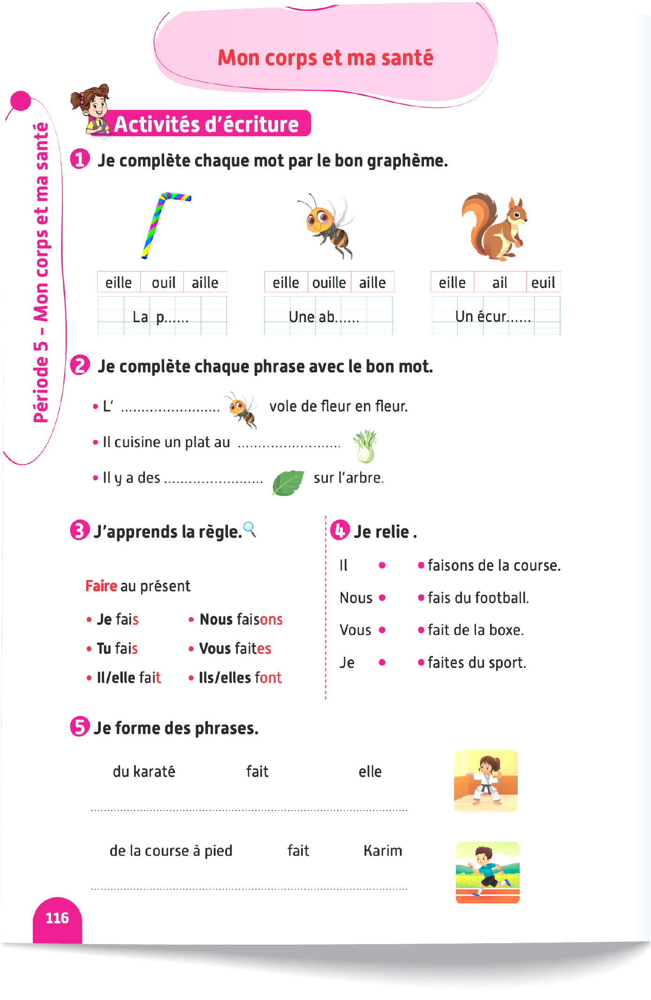 Mon corps et ma santé
Période 5 – Mon corps et ma santé
Activités d’écriture
1 Je complète chaque mot par le bon graphème.
eille ouil aille
eille ouille aille
eille ail euil
La p......
Une ab......
Un écur......
2 Je complète chaque phrase avec le bon mot.
• L’ ........................ vole de fleur en fleur.
• Il cuisine un plat au .........................
• Il y a des ........................ sur l’arbre.
3 J’apprends la règle.
Faire au présent
• Je fais • Nous faisons
• Tu fais • Vous faites
• Il/elle fait • Ils/elles font
4 Je relie .
Il • • faisons de la course.
Nous • • fais du football.
Vous • • fait de la boxe.
Je • • faites du sport.
5 Je forme des phrases.
du karaté fait elle
................................................................................
de la course à pied fait Karim
................................................................................
116